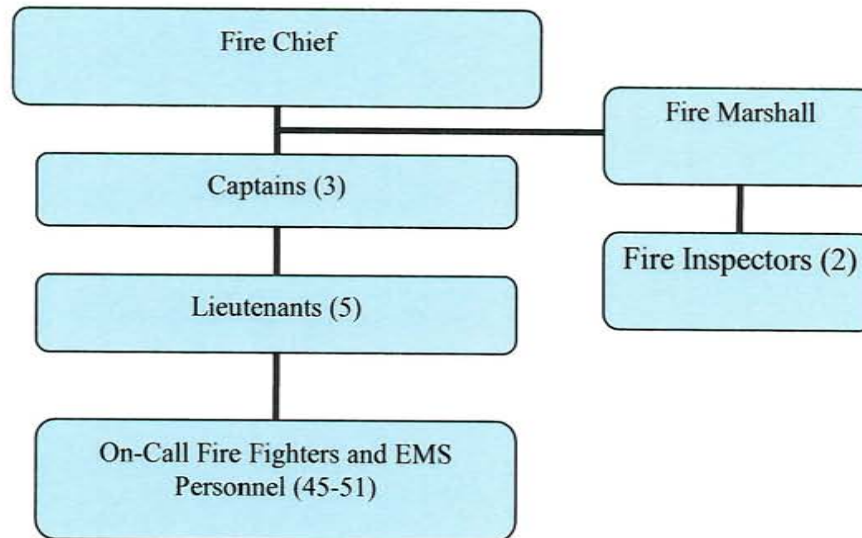 Fire Chief
Fire Marshall
Captains (3)
Fire Inspectors (2)
Lieutenants (5)
On-Call Fire Fighters and EMS
Personnel (45-51)